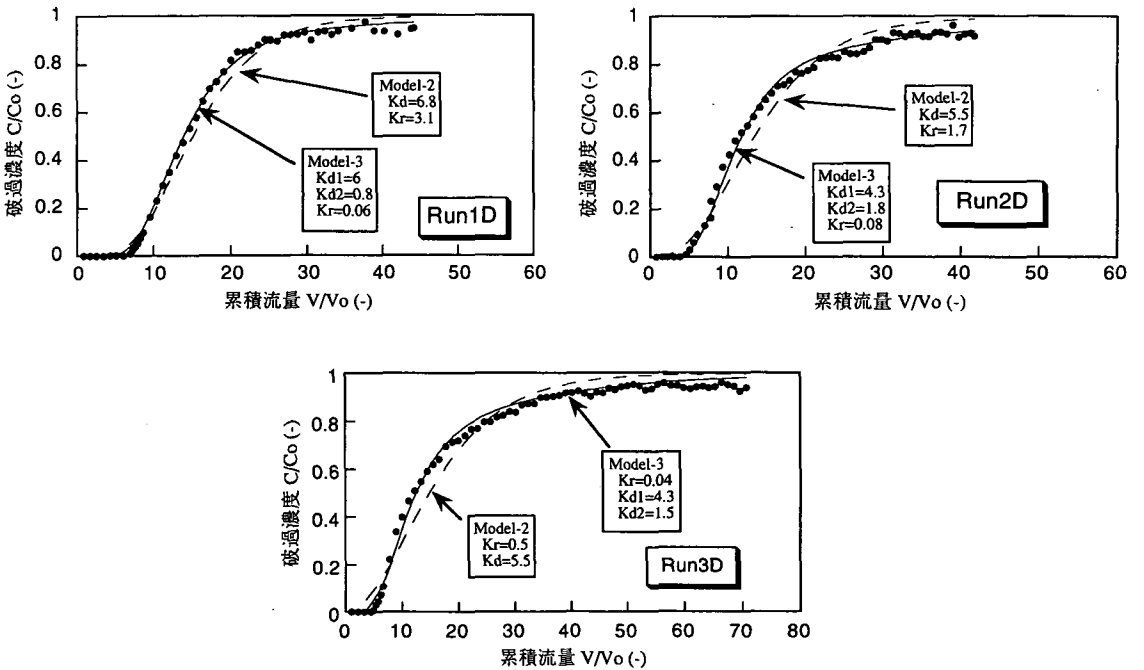 1
0.8
0.6
0.4
0.2
0
破過濃度 C/Co (-)
0 10 20 30 40 50 60
累積流量 V/Vo (-)
Model-2
Kd=6.8
Kr=3.1
Model-3
Kd1=6
Kd2=0.8
Kr=0.06
Run1D
1
0.8
0.6
0.4
0.2
0
破過濃度 C/Co (-)
0 10 20 30 40 50 60
累積流量 V/Vo (-)
Model-2
Kd=5.5
Kr=1.7
Model-3
Kd1=4.3
Kd2=1.8
Kr=0.08
Run2D
1
0.8
0.6
0.4
0.2
0
破過濃度 C/Co (-)
0 10 20 30 40 50 60 70 80
累積流量 V/Vo (-)
Model-3
Kr=0.04
Kd1=4.3
Kd2=1.5
Model-2
Kr=0.5
Kd=5.5
Run3D